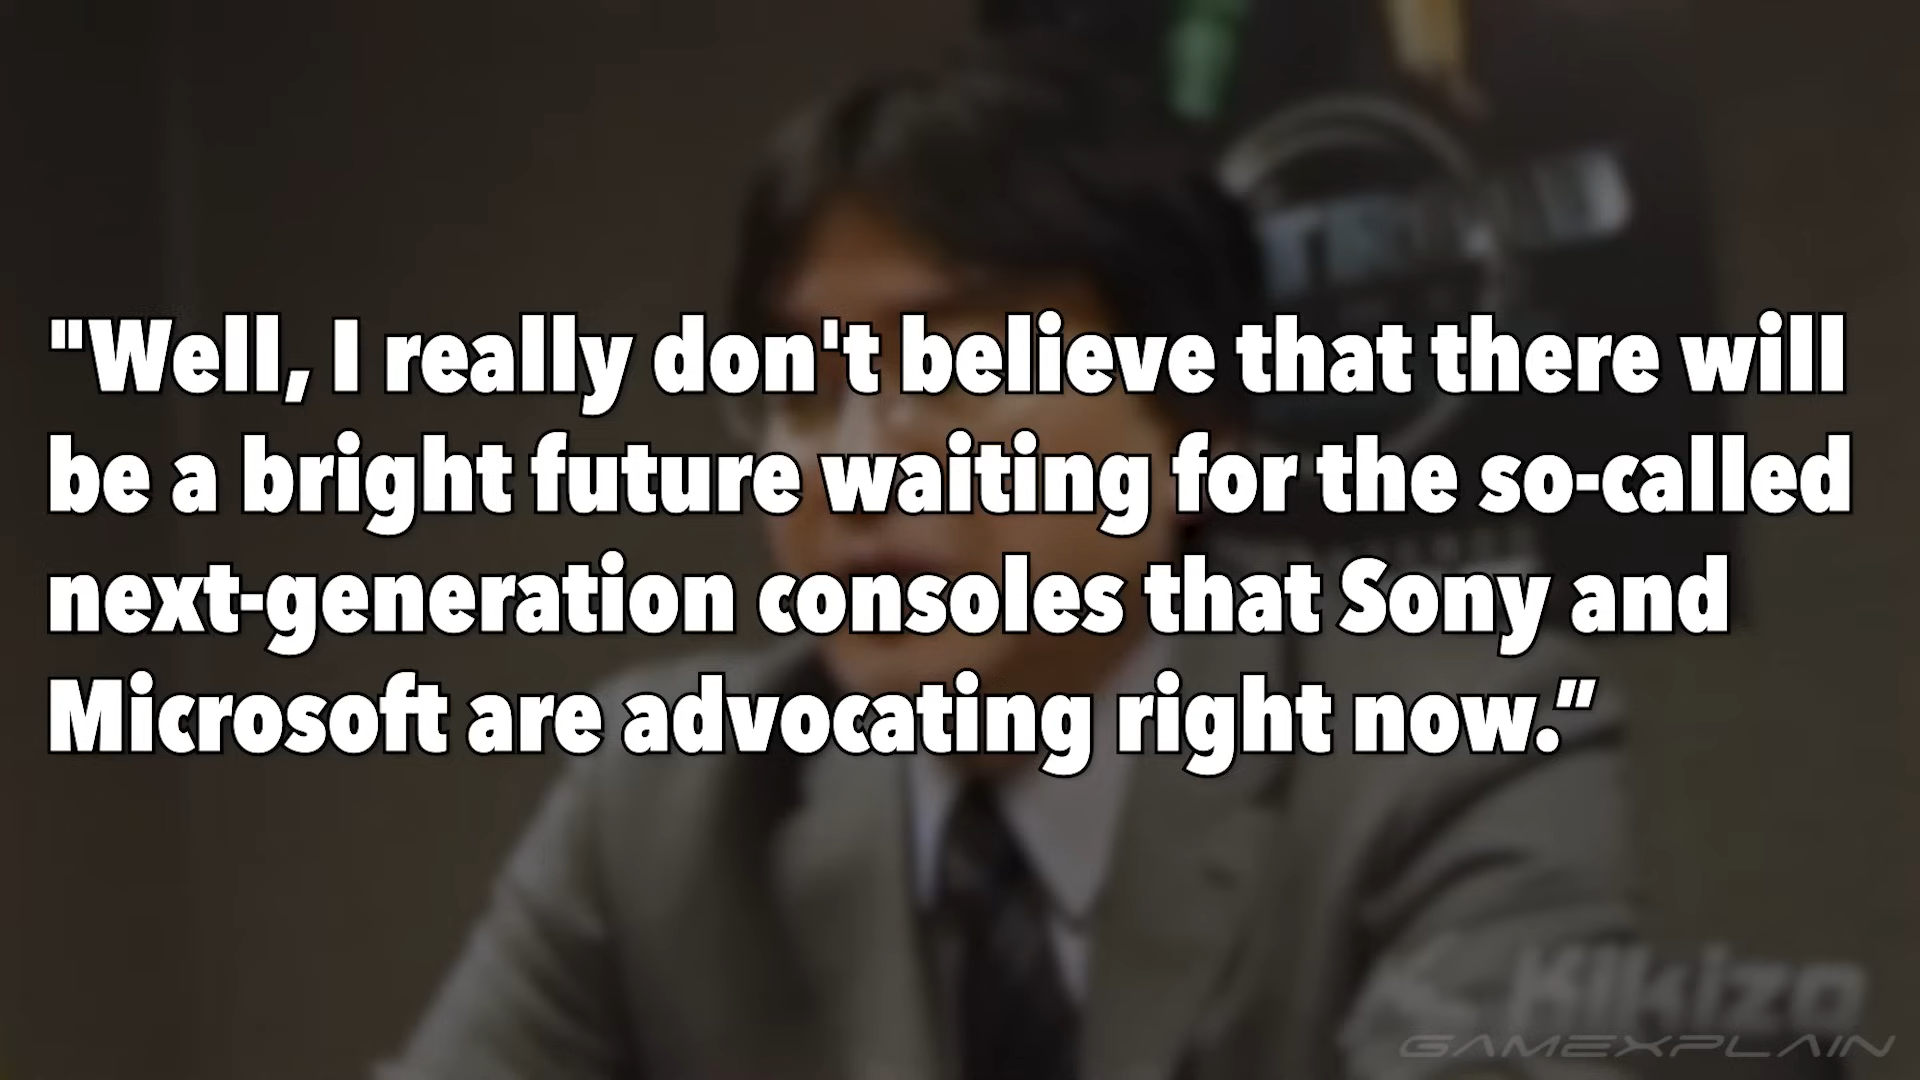 "Well, I really don't believe that there will
be a bright future waiting for the so-called
next-generation consoles that Sony and
Microsoft are advocating right now.”
Kikizo
GAMEXPLAIN